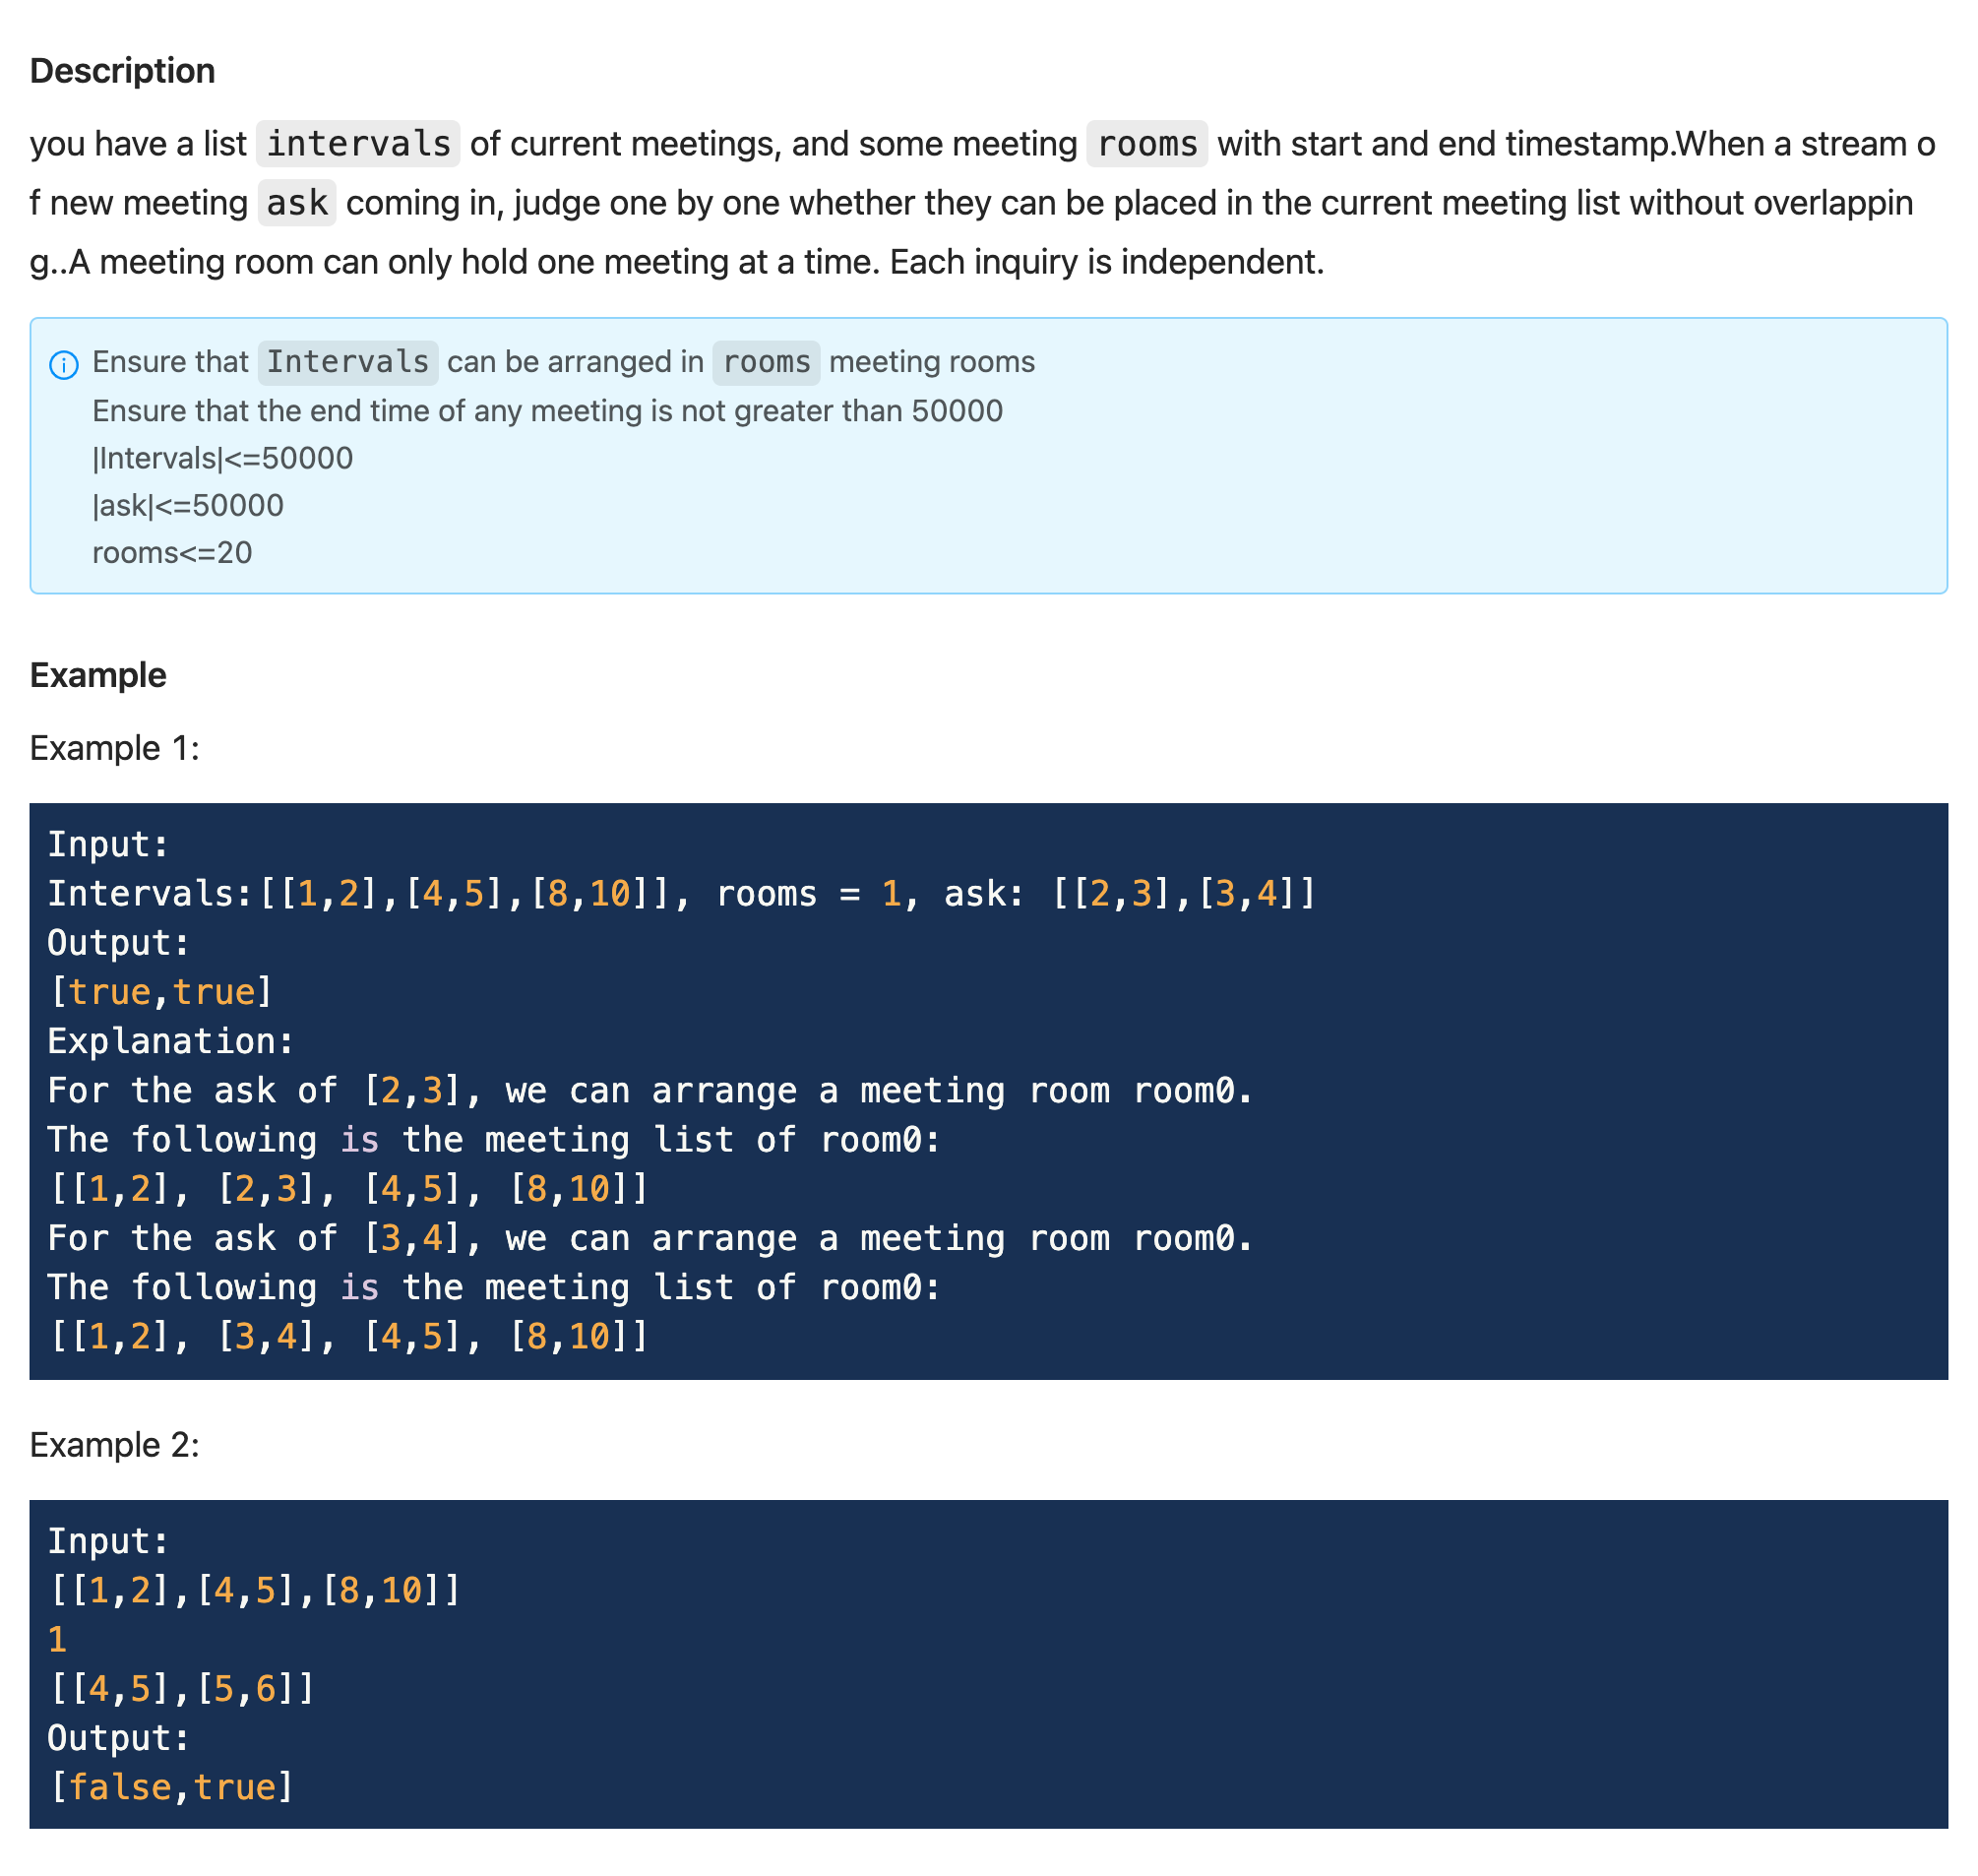 Description
you have a list intervals of current meetings, and some meeting rooms with start and end timestamp.When a stream o
f new meeting ask coming in, judge one by one whether they can be placed in the current meeting list without overlappin
g..A meeting room can only hold one meeting at a time. Each inquiry is independent.
Ensure that Intervals can be arranged in rooms meeting rooms
Ensure that the end time of any meeting is not greater than 50000
|Intervals|<=50000
|ask|<=50000
rooms<=20
Example
Example 1:
Input:
Intervals:[[1,2],[4,5],[8,10]], rooms = 1, ask: [[2,3],[3,4]]
Output:
[true,true]
Explanation:
For the ask of [2,3], we can arrange a meeting room room0.
The following is the meeting list of room0:
[[1,2], [2,3], [4,5], [8,10]]
For the ask of [3,4], we can arrange a meeting room room0.
The following is the meeting list of room0:
[[1,2], [3,4], [4,5], [8,10]]
Example 2:
Input:
[[1,2],[4,5],[8,10]]
1
[[4,5],[5,6]]
Output:
[false,true]